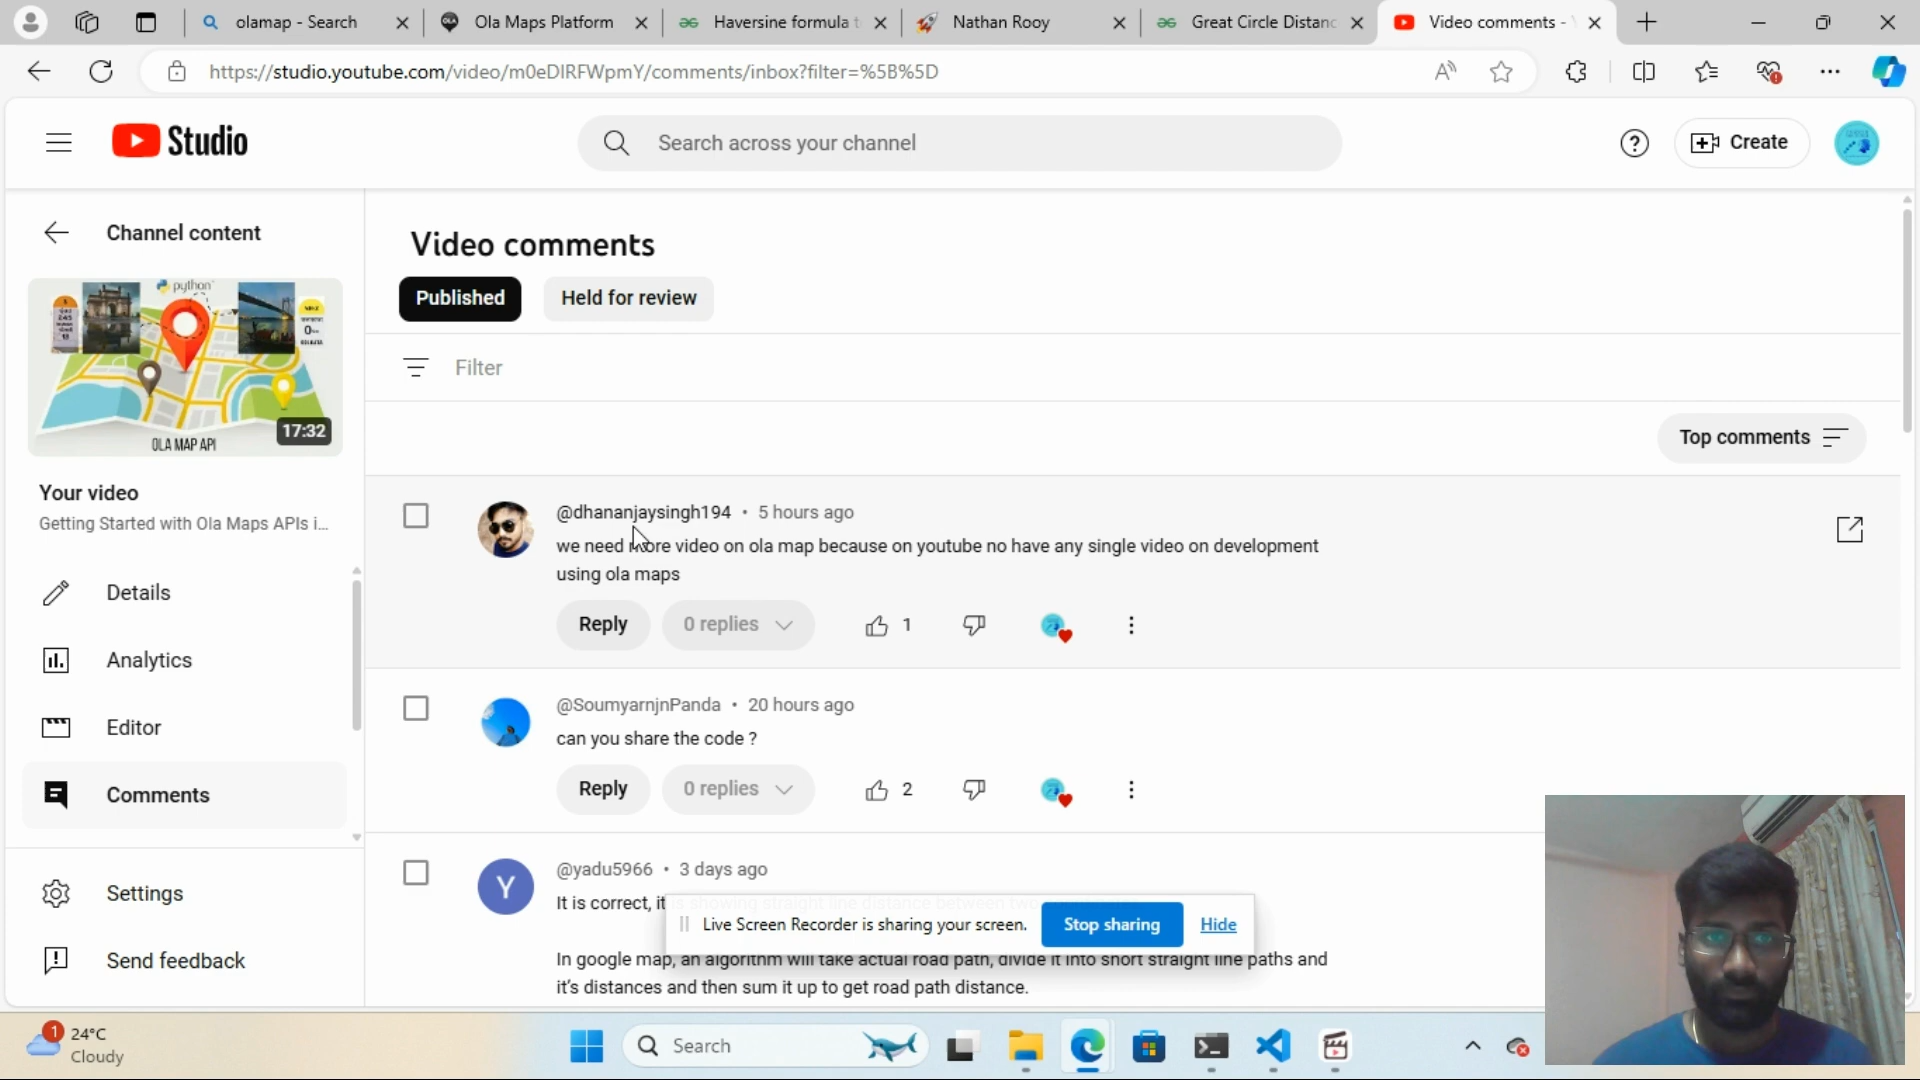 olamap - Search
Ola Maps Platform
Haversine formula t
Nathan Rooy
Great Circle Distanc
Video comments -
https://studio.youtube.com/video/m0eDIRFWpmY/comments/inbox?filter=%5B%5D
Studio
Search across your channel
Create
Channel content
python
OLA MAP API
17:32
Your video
Getting Started with Ola Maps APIs i...
Details
Analytics
Editor
Comments
Settings
Send feedback
Video comments
Published
Held for review
Filter
Top comments
@dhananjaysingh194 • 5 hours ago
we need more video on ola map because on youtube no have any single video on development
using ola maps
Reply
0 replies
1
@SoumyarnjnPanda • 20 hours ago
can you share the code ?
Reply
0 replies
2
Y
@yadu5966 • 3 days ago
It is correct, it is showing straight line distance between two
Live Screen Recorder is sharing your screen.
Stop sharing
Hide
In google map, an algorithm will take actual road path, divide it into short straight line paths and
it's distances and then sum it up to get road path distance.
1
24°C
Cloudy
Search